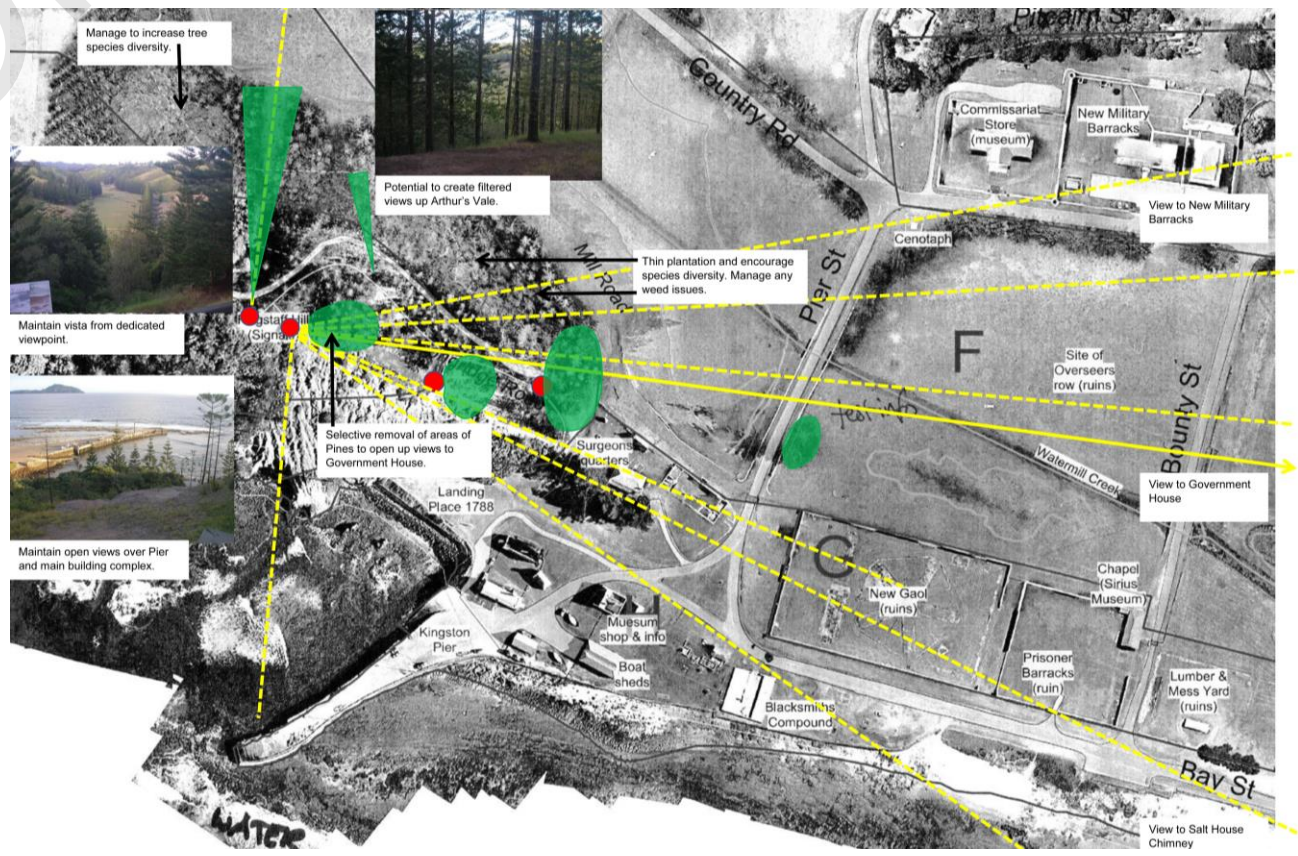 Manage to increase tree
species diversity.
Pitcairn St
Country Rd
Commissariat
Store
(museum)
New Military
Barracks
Potential to create filtered
views up Arthur's Vale.
View to New Military
Barracks
Cenotaph
Mill Road
Thin plantation and encourage
species diversity. Manage any
weed issues.
Pier St
Maintain vista from dedicated
viewpoint.
F
Site of
Overseers
row (ruins)
Bounty St
Selective removal of areas of
Pines to open up views to
Government House.
Surgeons
quarters
Watermill Creek
View to Government
House
Landing
Place 1788
Maintain open views over Pier
and main building complex.
C
New Gaol
(ruins)
Chapel
(Sirius
Museum)
H
Kingston
Pier
Muesum
shop & info
Boat
sheds
Prisoner
Barracks
(ruin)
Lumber &
Mess Yard
(ruins)
Blacksmiths
Compound
Bay St
WATER
View to Salt House
Chimney